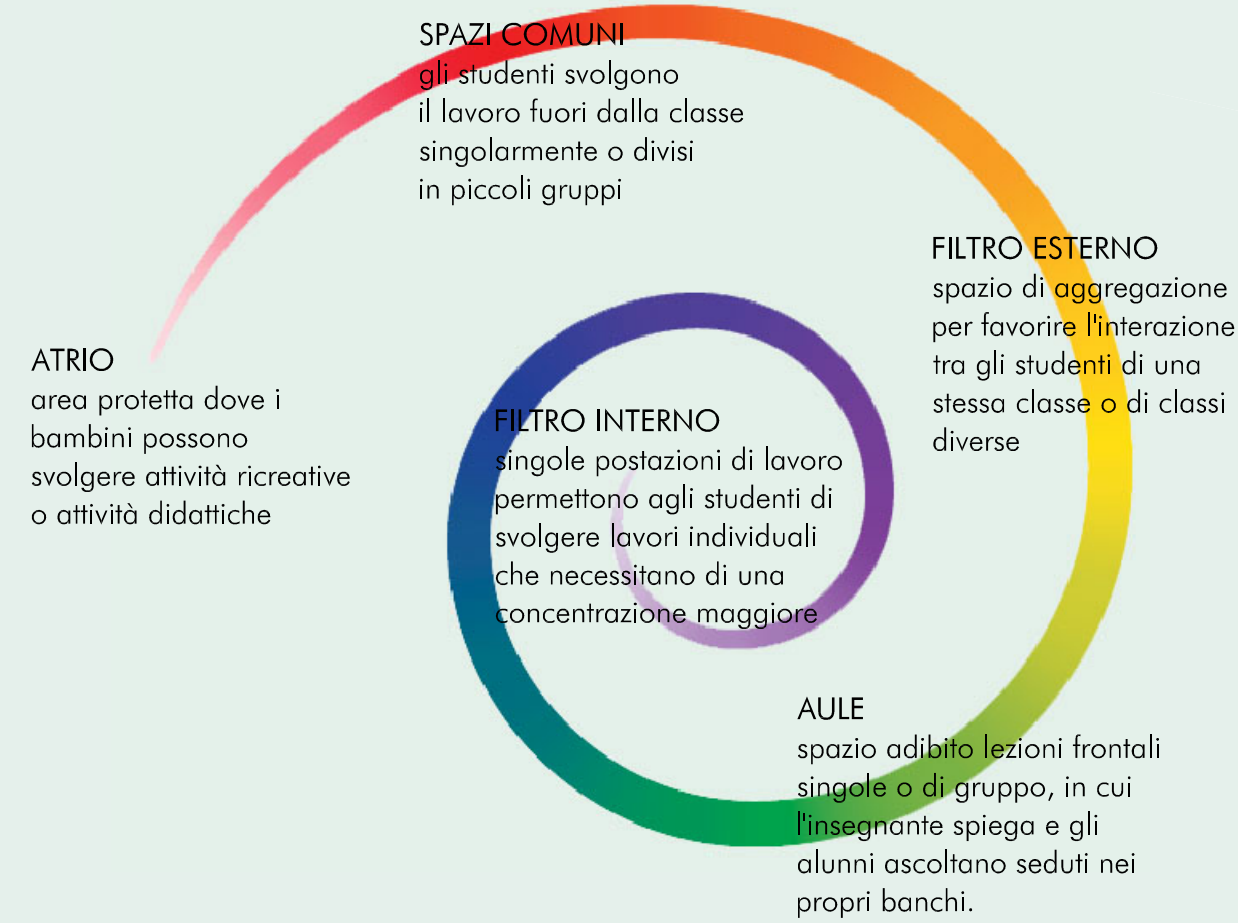 SPAZI COMUNI
gli studenti svolgono
il lavoro fuori dalla classe
singolarmente o divisi
in piccoli gruppi
FILTRO ESTERNO
spazio di aggregazione
per favorire l'interazione
tra gli studenti di una
stessa classe o di classi
diverse
ATRIO
area protetta dove i
bambini possono
svolgere attività ricreative
o attività didattiche
FILTRO INTERNO
singole postazioni di lavoro
permettono agli studenti di
svolgere lavori individuali
che necessitano di una
concentrazione maggiore
AULE
spazio adibito lezioni frontali
singole o di gruppo, in cui
l'insegnante spiega e gli
alunni ascoltano seduti nei
propri banchi.